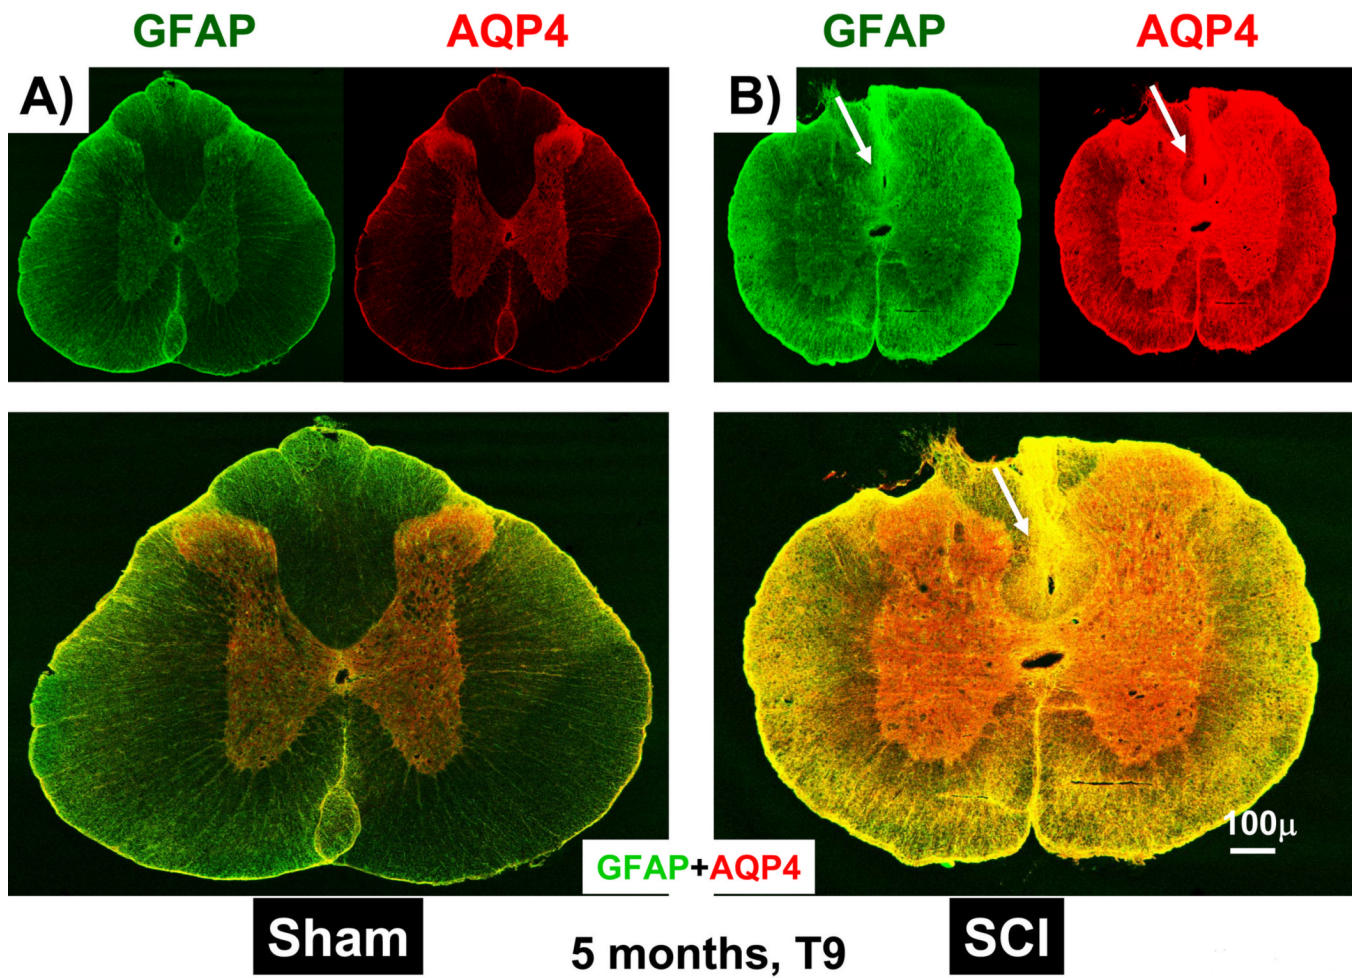 GFAP AQP4 GFAP AQP4
A) B)
100μ
GFAP+AQP4
Sham 5 months, T9 SCI